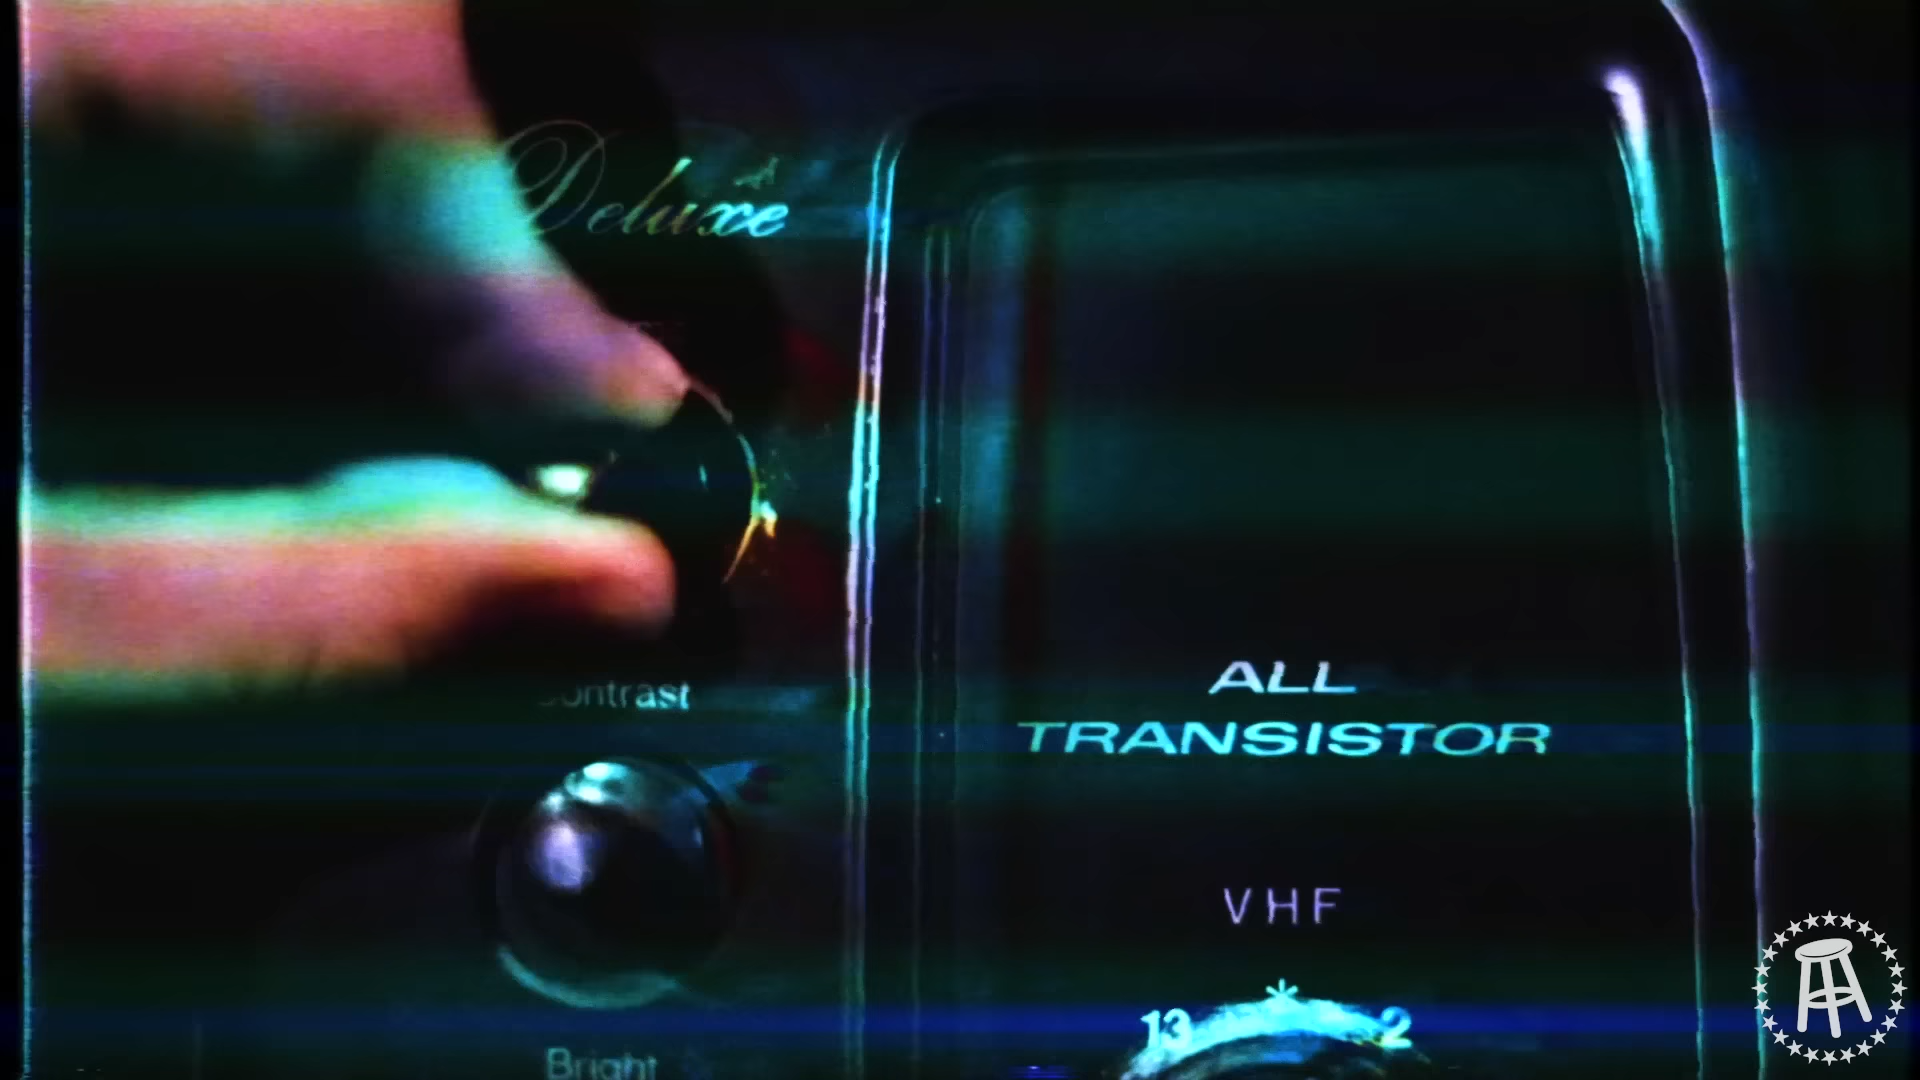 Deluxe
Contrast
ALL
TRANSISTOR
VHF
13 * 2
Bright